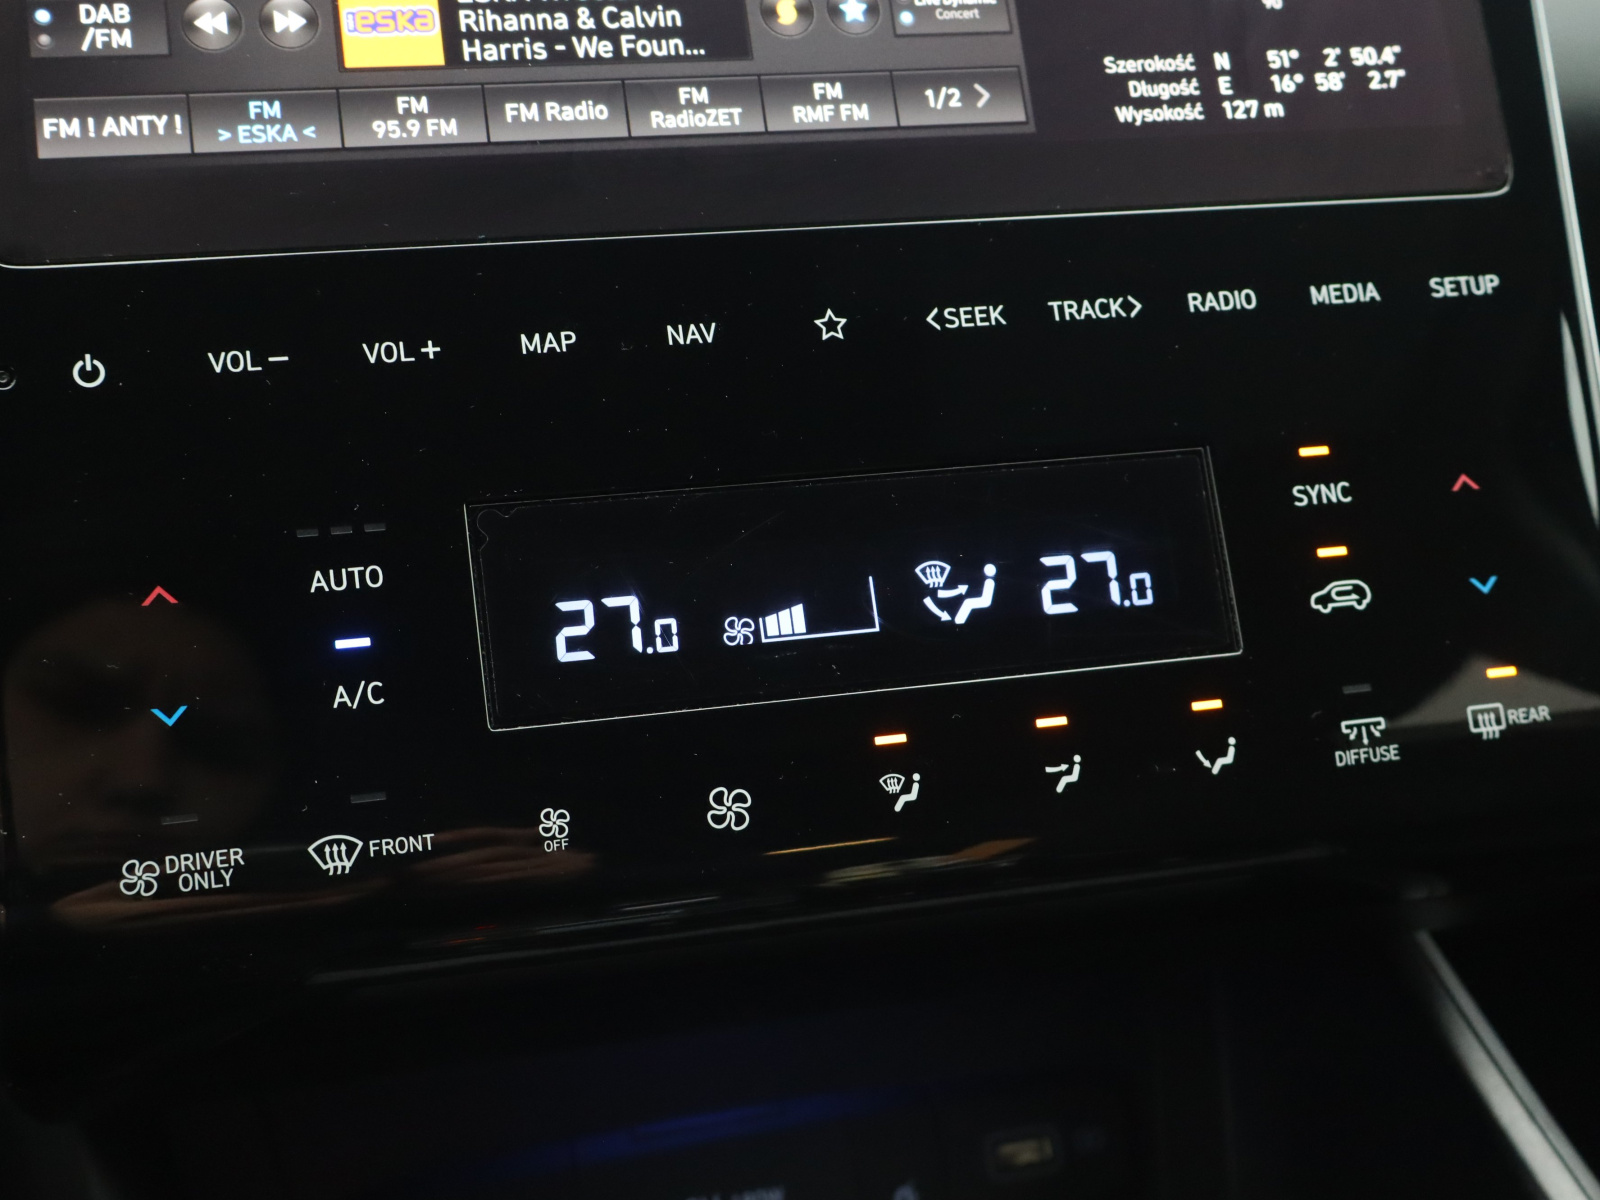 DAB
/FM
ESKA
Rihanna & Calvin
Harris - We Foun...
Live Dynamic
Concert
FM ! ANTY !
FM
> ESKA <
FM
95.9 FM
FM Radio
FM
RadioZET
FM
RMF FM
1/2 >
Szerokość N 51° 2' 50.4"
Długość E 16° 58' 2.7"
Wysokość 127 m
VOL –
VOL +
MAP
NAV
<SEEK
TRACK>
RADIO
MEDIA
SETUP
AUTO
A/C
27.0
27.0
SYNC
DRIVER
ONLY
FRONT
OFF
DIFFUSE
REAR